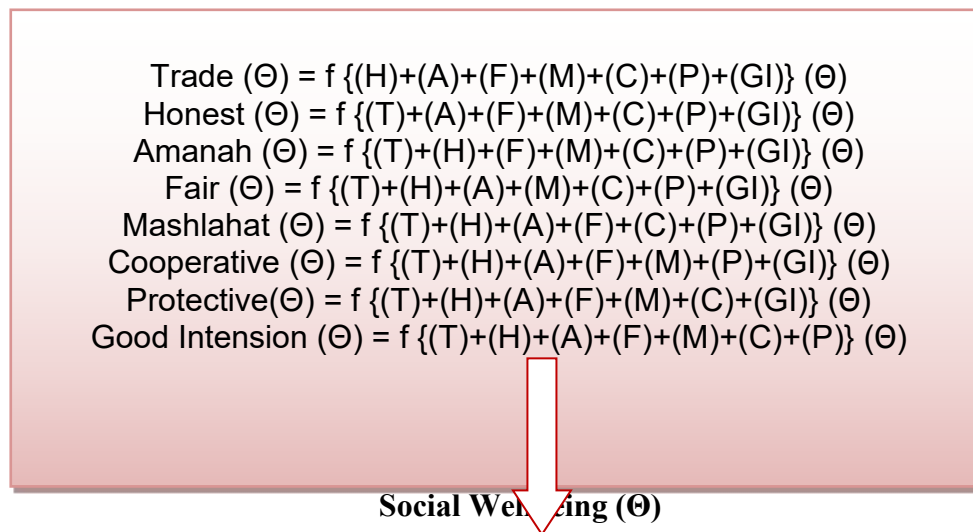 Trade (Θ) = f {(H)+(A)+(F)+(M)+(C)+(P)+(GI)} (Θ)
Honest (Θ) = f {(T)+(A)+(F)+(M)+(C)+(P)+(GI)} (Θ)
Amanah (Θ) = f {(T)+(H)+(F)+(M)+(C)+(P)+(GI)} (Θ)
Fair (Θ) = f {(T)+(H)+(A)+(M)+(C)+(P)+(GI)} (Θ)
Mashlahat (Θ) = f {(T)+(H)+(A)+(F)+(C)+(P)+(GI)} (Θ)
Cooperative (Θ) = f {(T)+(H)+(A)+(F)+(M)+(P)+(GI)} (Θ)
Protective(Θ) = f {(T)+(H)+(A)+(F)+(M)+(C)+(GI)} (Θ)
Good Intension (Θ) = f {(T)+(H)+(A)+(F)+(M)+(C)+(P)} (Θ)
Social (Θ)